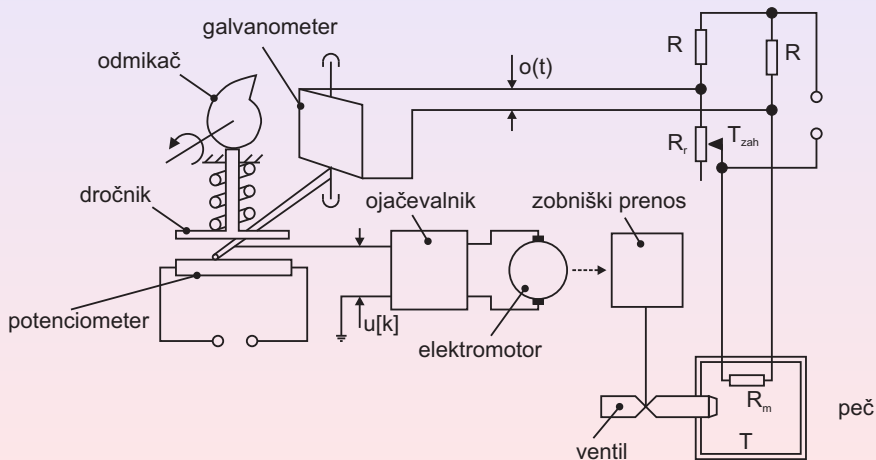 galvanometer
odmikač
o(t)
R
R
R_r
T_zah
dročnik
ojačevalnik
zobniški prenos
potenciometer
u[k]
elektromotor
R_m
peč
T
ventil